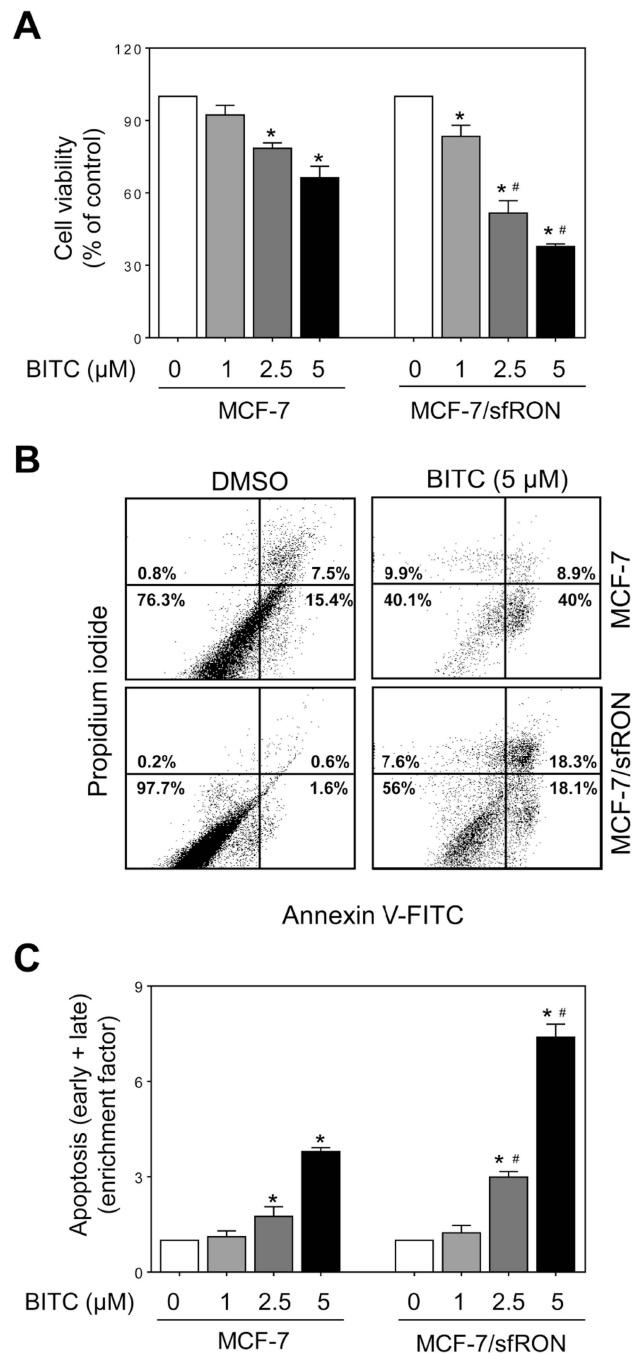 A
120
90
60
30
0
Cell viability
(% of control)
*
*
*
* #
* #
BITC (µM) 0 1 2.5 5 0 1 2.5 5
MCF-7 MCF-7/sfRON
B
DMSO BITC (5 µM)
0.8% 7.5% 9.9% 8.9%
76.3% 15.4% 40.1% 40%
MCF-7
0.2% 0.6% 7.6% 18.3%
97.7% 1.6% 56% 18.1%
MCF-7/sfRON
Propidium iodide
Annexin V-FITC
C
9
6
3
0
Apoptosis (early + late)
(enrichment factor)
*
*
* #
* #
BITC (µM) 0 1 2.5 5 0 1 2.5 5
MCF-7 MCF-7/sfRON